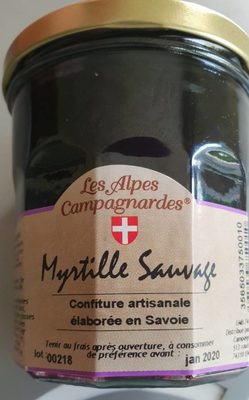 Les Alpes
Campagnardes®
Myrtille Sauvage
Confiture artisanale
élaborée en Savoie
Tenir au frais après ouverture, à consommer
de préférence avant :
lot 00218 jan 2020
3565033750010